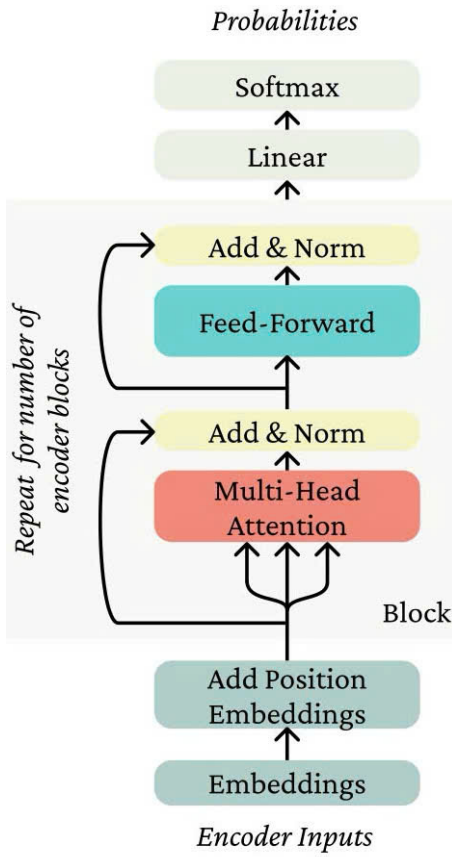 Probabilities
Softmax
Linear
Add & Norm
Feed-Forward
Repeat for number of
encoder blocks
Add & Norm
Multi-Head
Attention
Block
Add Position
Embeddings
Embeddings
Encoder Inputs